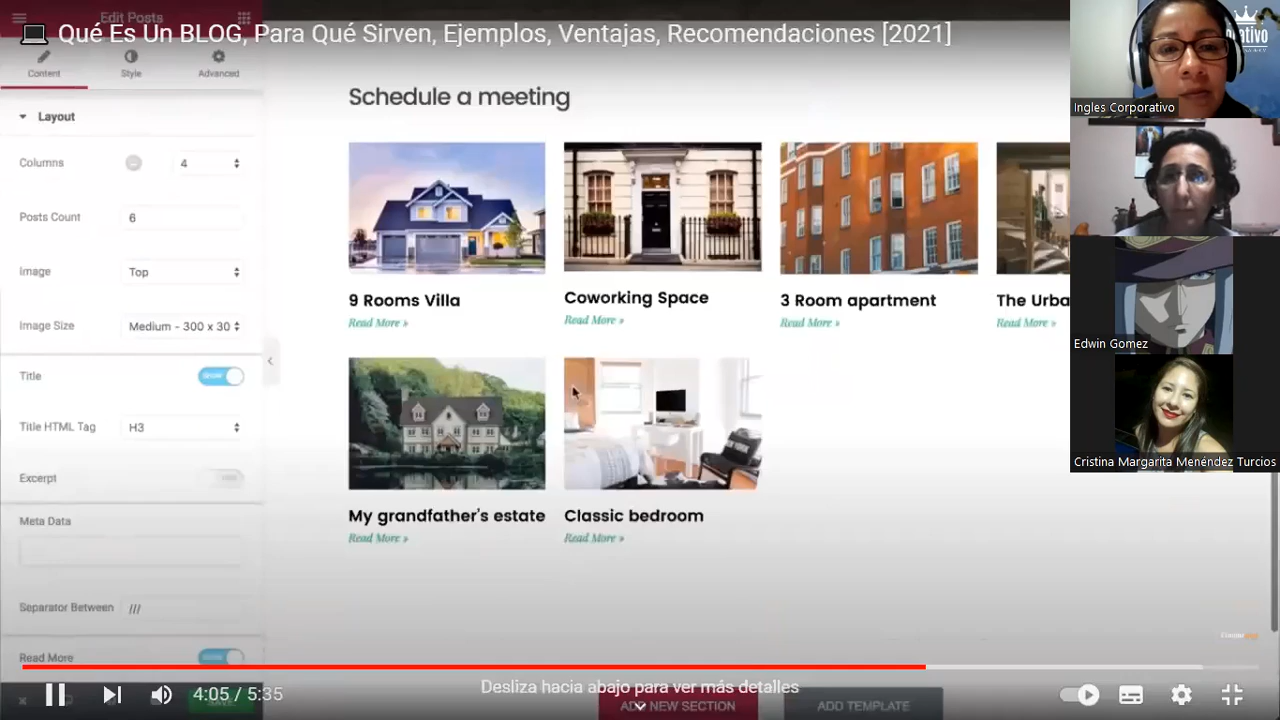 Edit Posts
Qué Es Un BLOG, Para Qué Sirven, Ejemplos, Ventajas, Recomendaciones [2021]
Content
Style
Advanced
Layout
Columns
4
Posts Count
6
Image
Top
Image Size
Medium - 300 x 30
Title
SHOW
Title HTML Tag
H3
Excerpt
Meta Data
Separator Between
///
Read More
Schedule a meeting
9 Rooms Villa
Read More »
Coworking Space
Read More »
3 Room apartment
Read More »
The Urba
Read More »
My grandfather's estate
Read More »
Classic bedroom
Read More »
Ingles Corporativo
Edwin Gomez
Cristina Margarita Menéndez Turcios
4:05 / 5:35
Desliza hacia abajo para ver más detalles
ADD NEW SECTION
ADD TEMPLATE